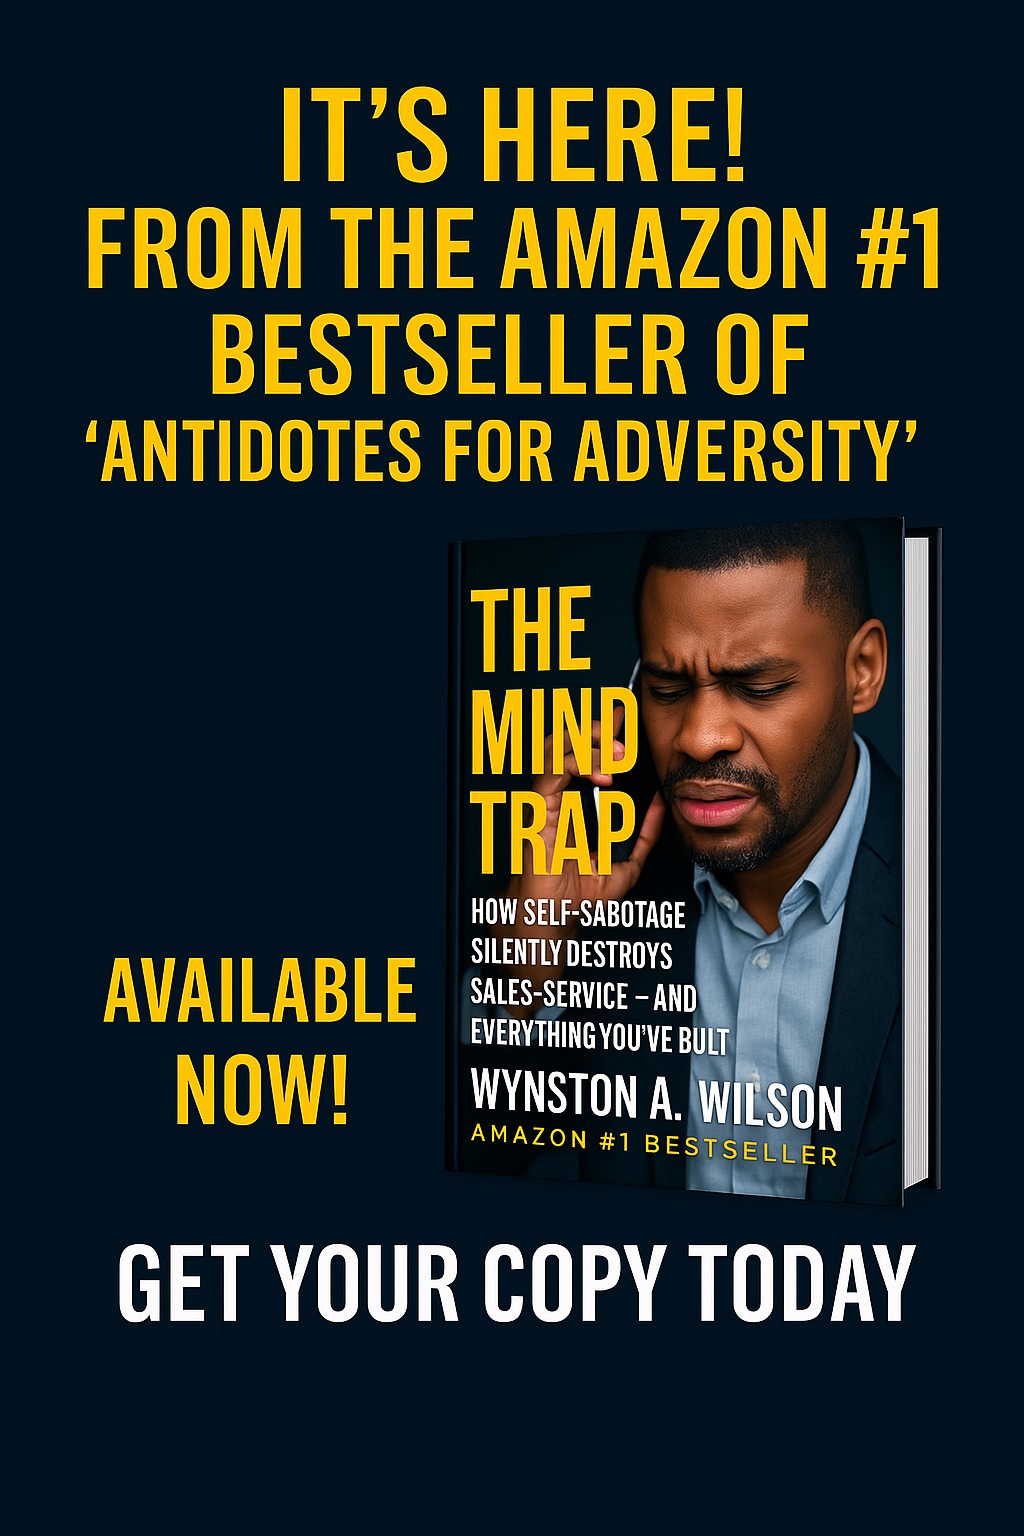 IT'S HERE!
FROM THE AMAZON #1
BESTSELLER OF
‘ANTIDOTES FOR ADVERSITY’
THE
MIND
TRAP
HOW SELF-SABOTAGE
SILENTLY DESTROYS
SALES-SERVICE – AND
EVERYTHING YOU'VE BULT
WYNSTON A. WILSON
AMAZON #1 BESTSELLER
AVAILABLE
NOW!
GET YOUR COPY TODAY